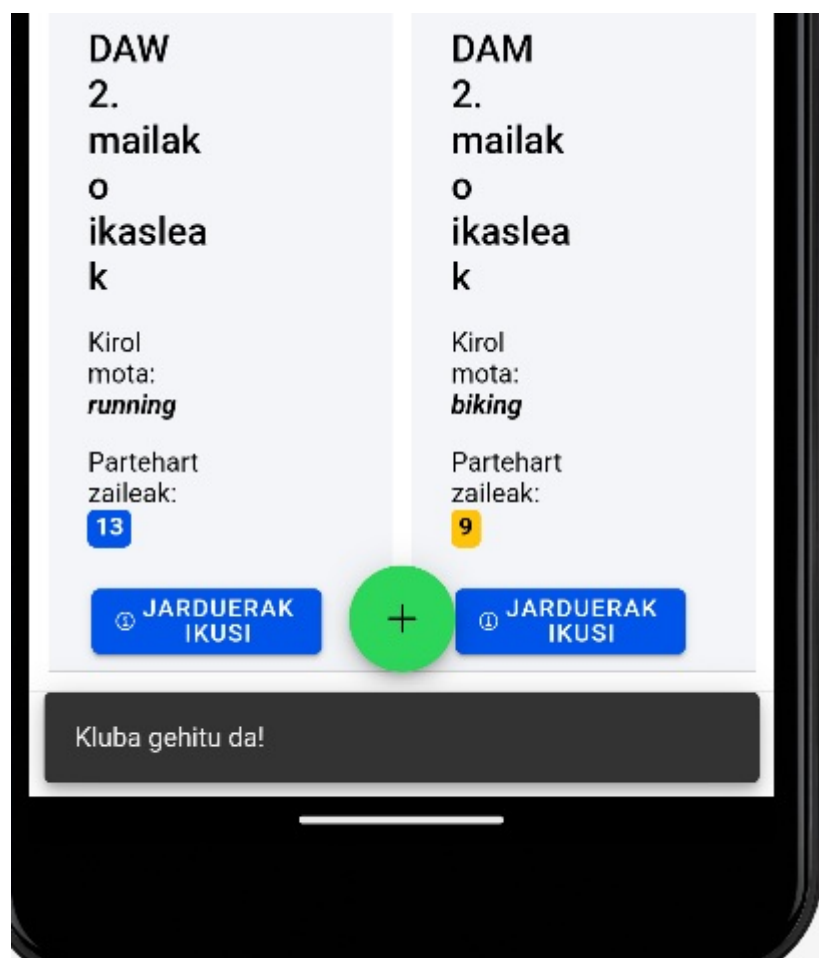 DAW
2.
mailak
o
ikaslea
k
Kirol
mota:
running
Partehart
zaileak:
13
JARDUERAK
IKUSI
DAM
2.
mailak
o
ikaslea
k
Kirol
mota:
biking
Partehart
zaileak:
9
JARDUERAK
IKUSI
+
Kluba gehitu da!